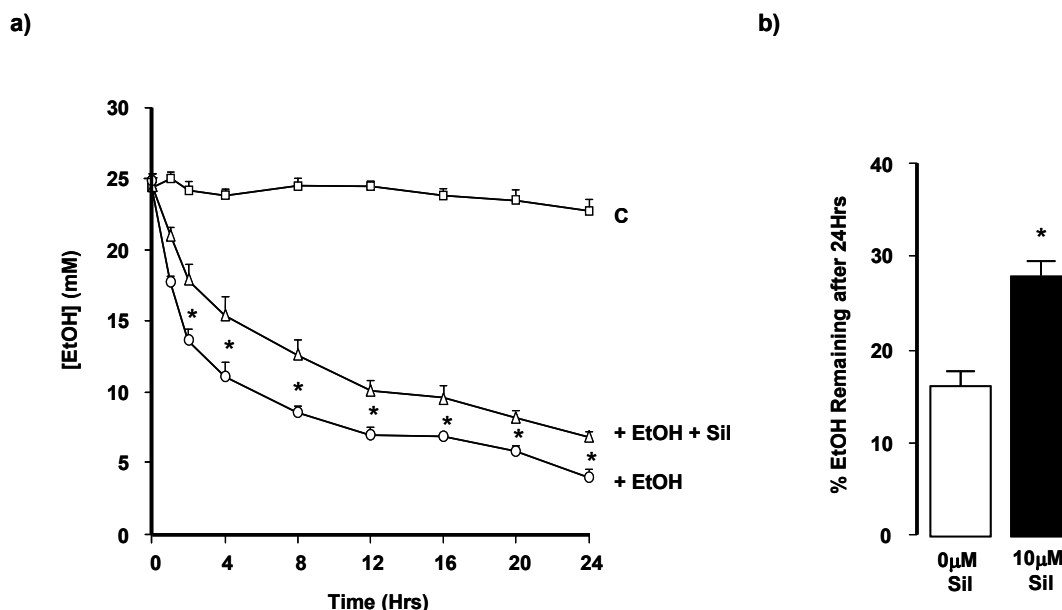 a)
b)
30
25
20
15
10
5
0
[EtOH] (mM)
* * * * * * *
C
+ EtOH + Sil
+ EtOH
0 4 8 12 16 20 24
Time (Hrs)
40
30
20
10
0
% EtOH Remaining after 24Hrs
*
0μM 10μM
Sil Sil